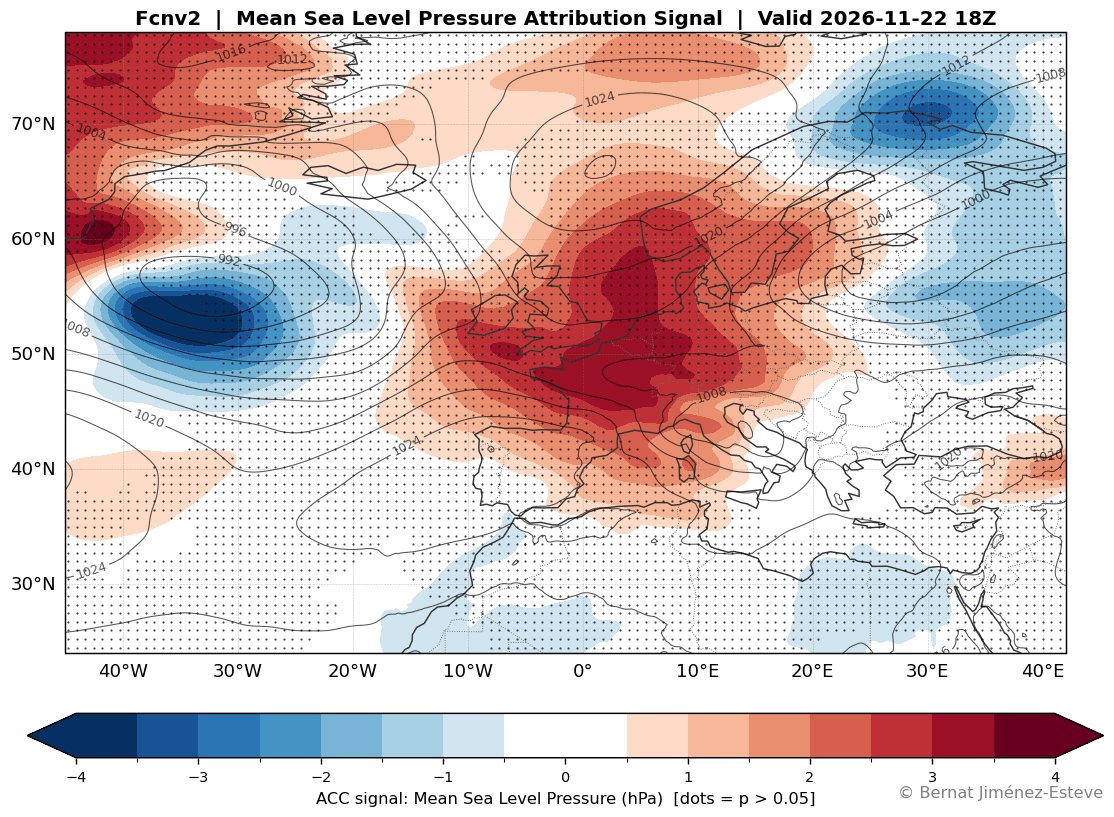 Fcnv2 | Mean Sea Level Pressure Attribution Signal | Valid 2026-11-22 18Z
1016
1012
1012
1008
1024
70°N
1004
1000
1000
1004
60°N
996
1020
992
1008
50°N
1008
1020
1024
1020
1020
40°N
1024
30°N
16
40°W 30°W 20°W 10°W 0° 10°E 20°E 30°E 40°E
−4 −3 −2 −1 0 1 2 3 4
ACC signal: Mean Sea Level Pressure (hPa) [dots = p > 0.05]
© Bernat Jiménez-Esteve